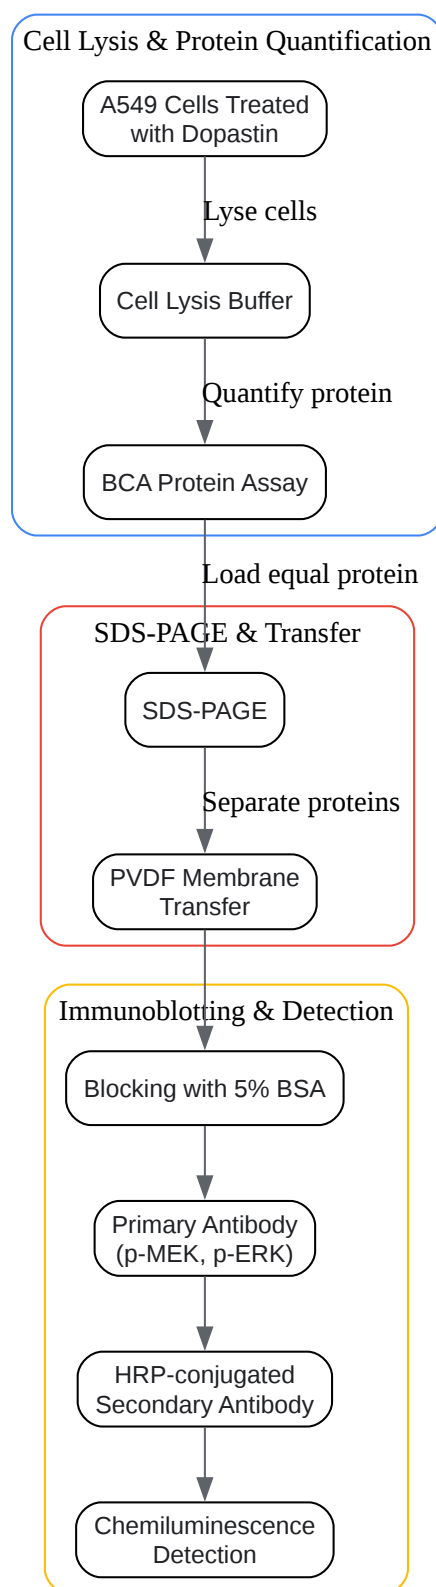 Cell Lysis & Protein Quantification
A549 Cells Treated
with Dopastin
Lyse cells
Cell Lysis Buffer
Quantify protein
BCA Protein Assay
Load equal protein
SDS-PAGE & Transfer
SDS-PAGE
Separate proteins
PVDF Membrane
Transfer
Immunoblotting & Detection
Blocking with 5% BSA
Primary Antibody
(p-MEK, p-ERK)
HRP-conjugated
Secondary Antibody
Chemiluminescence
Detection